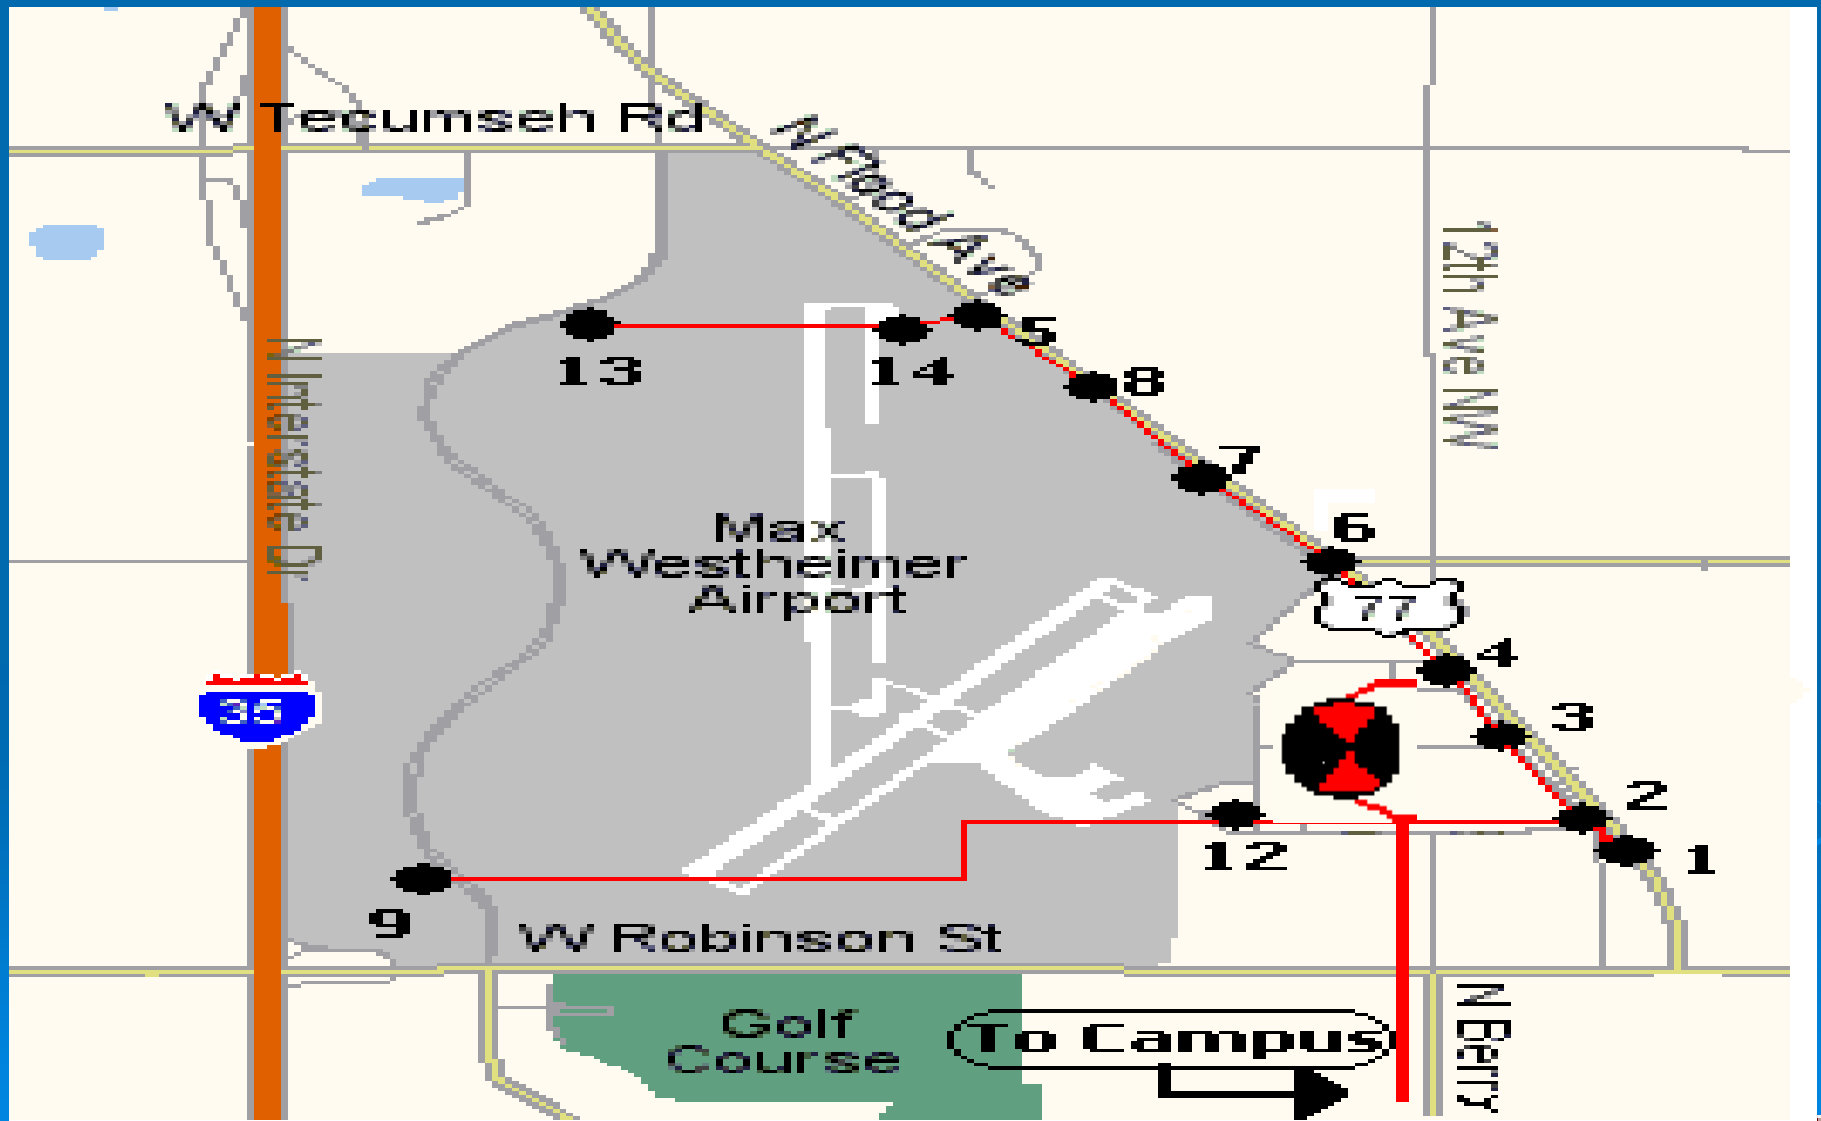 W Tecumseh Rd
N Flood Ave
12th Ave NW
N Interstate Dr
5
13
14
8
7
Max
Westheimer
Airport
6
77
4
35
3
2
12
1
9
W Robinson St
N Berry
Golf
Course
To Campus